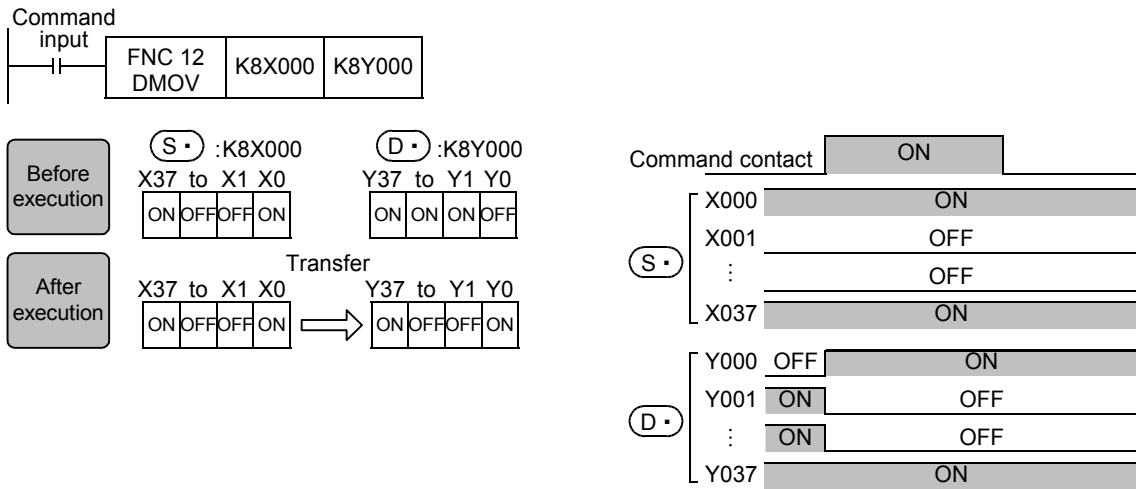 Command
input
FNC 12
DMOV
K8X000
K8Y000
Before
execution
S・ :K8X000
X37 to X1 X0
ON OFF OFF ON
D・ :K8Y000
Y37 to Y1 Y0
ON ON ON OFF
After
execution
Transfer
X37 to X1 X0
ON OFF OFF ON
Y37 to Y1 Y0
ON OFF OFF ON
Command contact ON
S・
X000 ON
X001 OFF
⋮ OFF
X037 ON
D・
Y000 OFF ON
Y001 ON OFF
⋮ ON OFF
Y037 ON